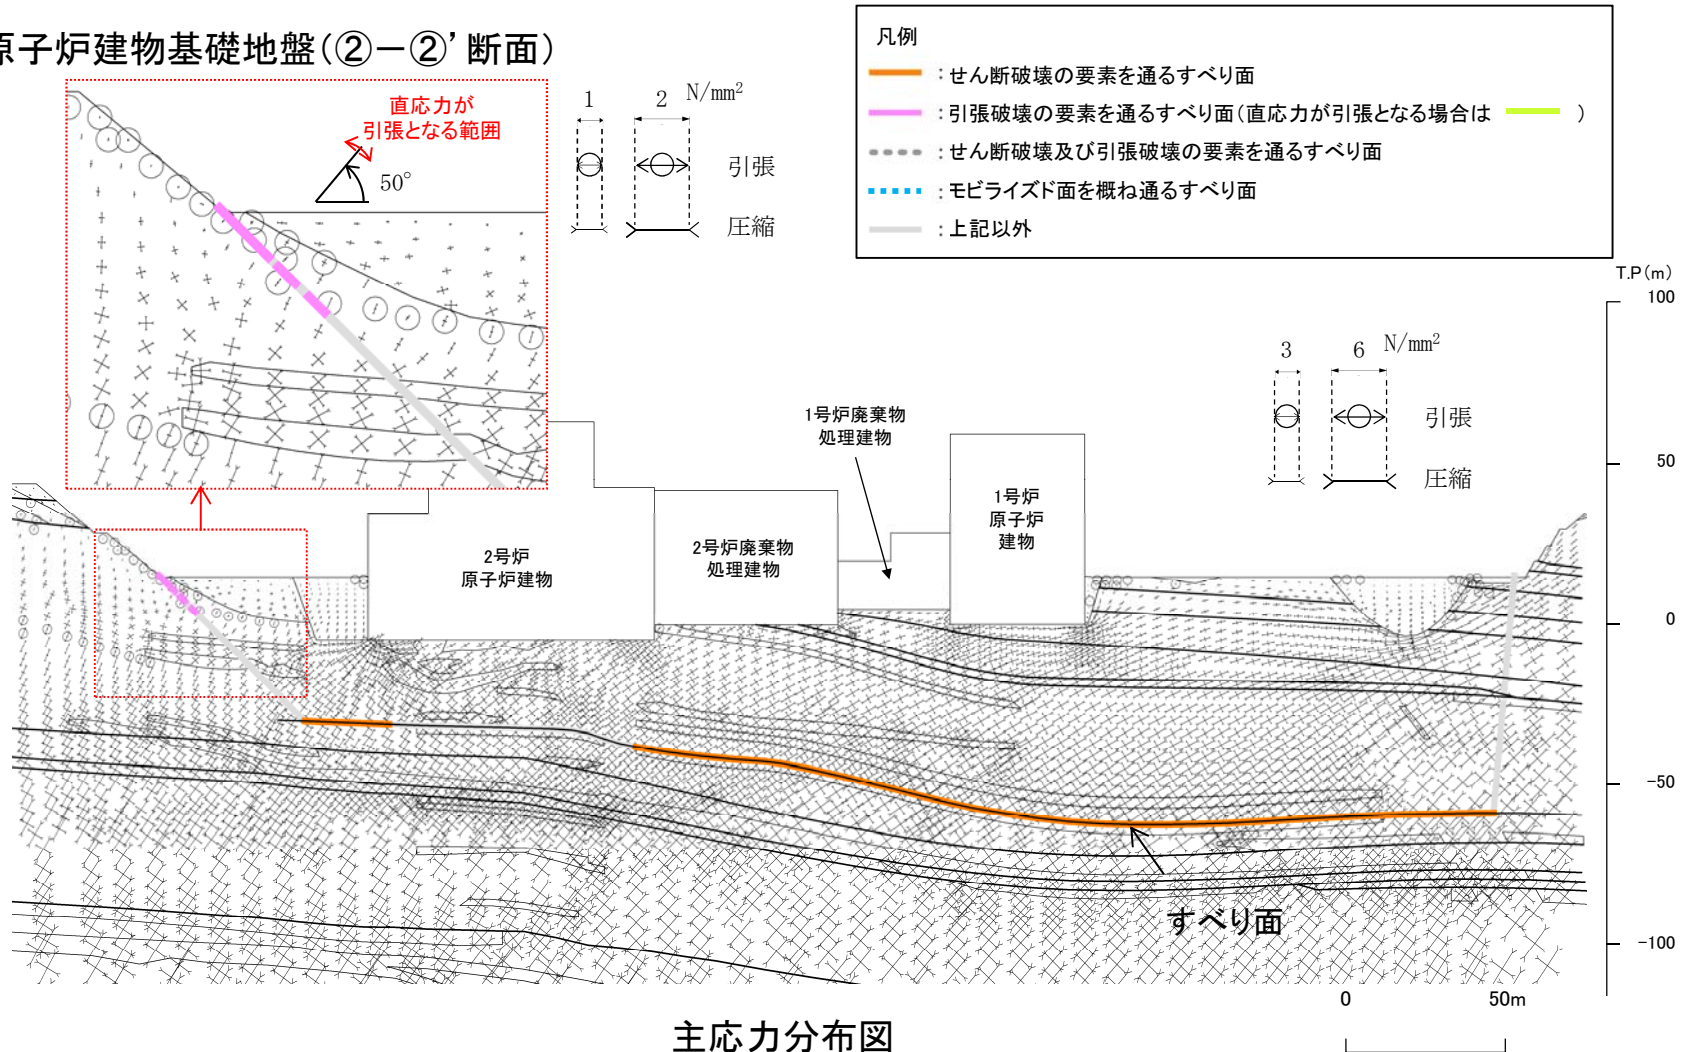 原子炉建物基礎地盤(②-②'断面)
直応力が
引張となる範囲
50°
1 2 N/mm²
引張
圧縮
凡例
:せん断破壊の要素を通るすべり面
:引張破壊の要素を通るすべり面(直応力が引張となる場合は )
:せん断破壊及び引張破壊の要素を通るすべり面
:モビライズド面を概ね通るすべり面
:上記以外
T.P(m)
100
50
0
-50
-100
3 6 N/mm²
引張
圧縮
1号炉廃棄物
処理建物
1号炉
原子炉
建物
2号炉
原子炉建物
2号炉廃棄物
処理建物
すべり面
0 50m
主応力分布図